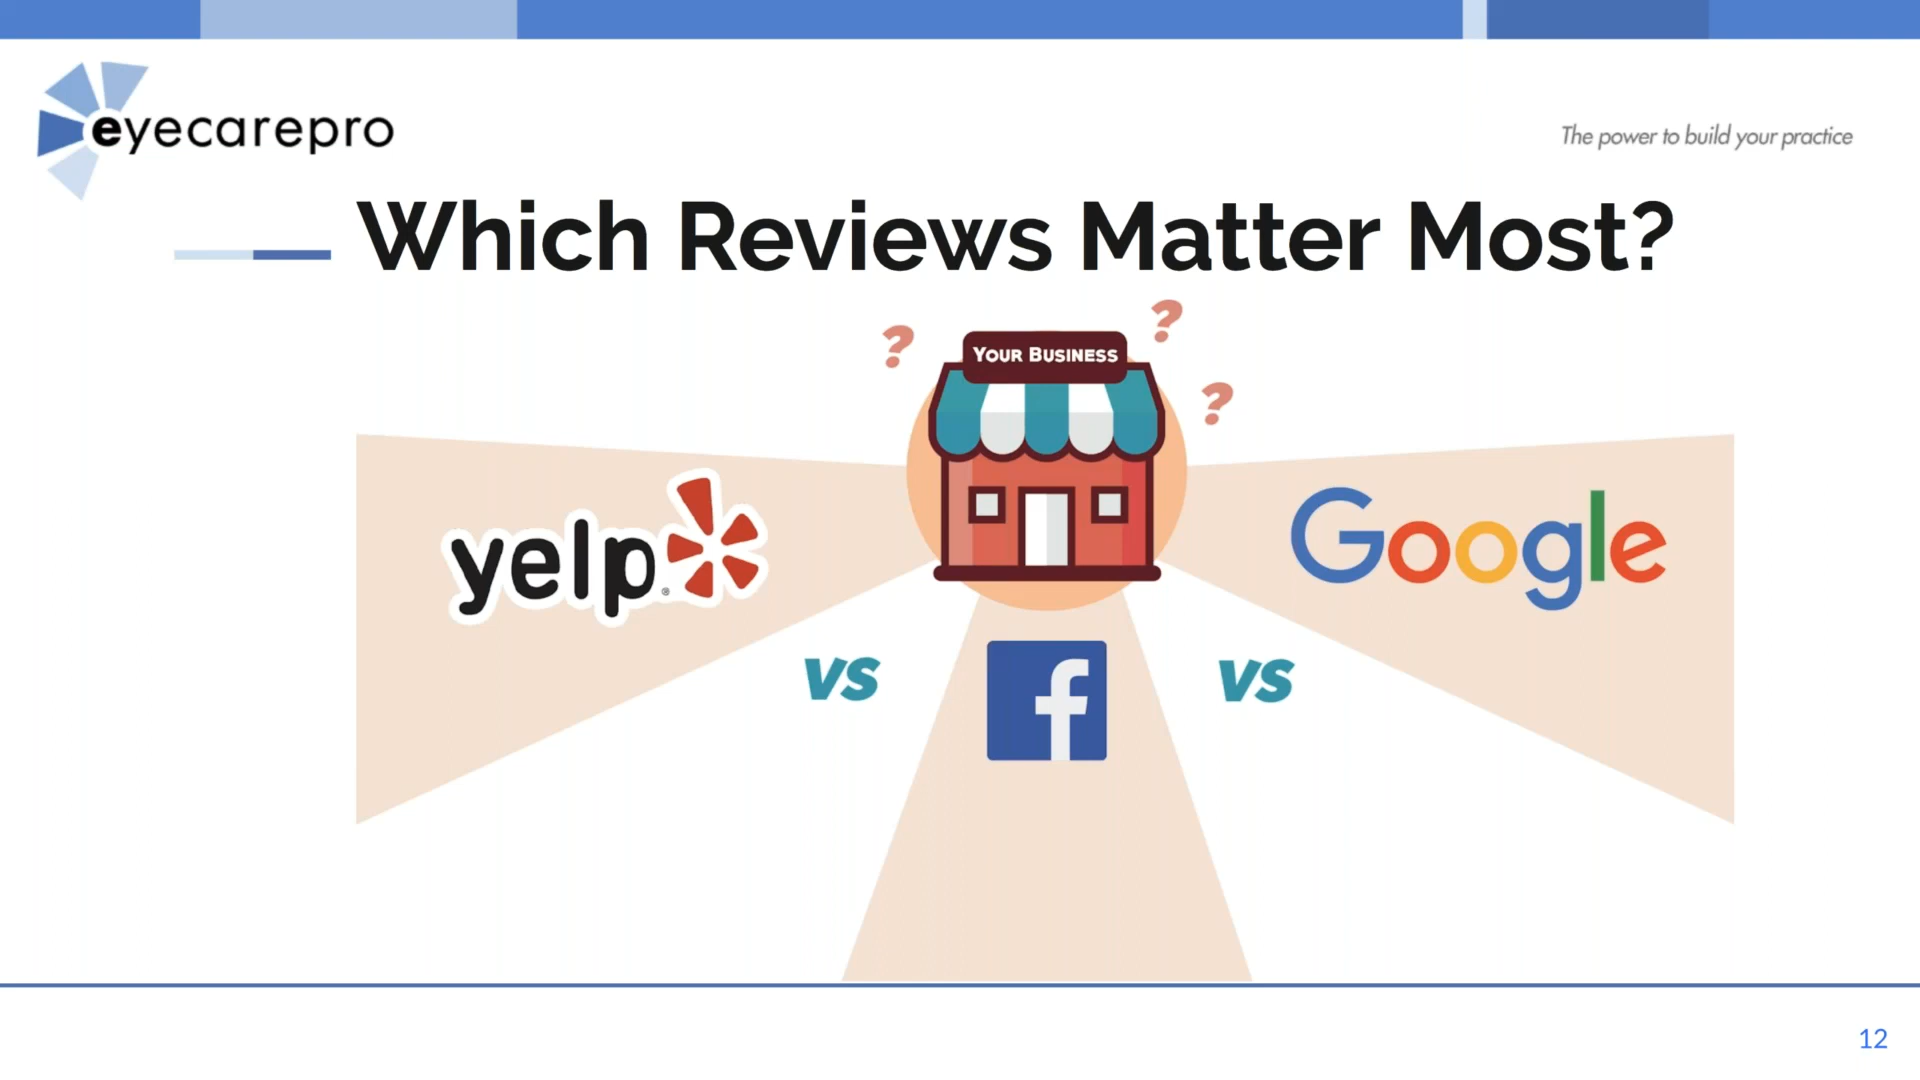 eyecarepro
The power to build your practice
Which Reviews Matter Most?
? ? ?
YOUR BUSINESS
yelp®
Google
VS
f
VS
12